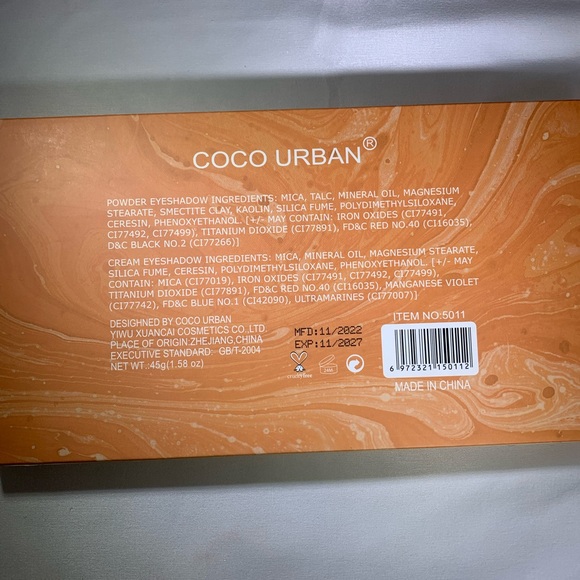 COCO URBAN®
POWDER EYESHADOW INGREDIENTS: MICA, TALC, MINERAL OIL, MAGNESIUM
STEARATE, SMECTITE CLAY, KAOLIN, SILICA FUME, POLYDIMETHYLSILOXANE,
CERESIN, PHENOXYETHANOL. [+/- MAY CONTAIN: IRON OXIDES (CI77491,
CI77492, CI77499), TITANIUM DIOXIDE (CI77891), FD&C RED NO.40 (CI16035),
D&C BLACK NO.2 (CI77266)]
CREAM EYESHADOW INGREDIENTS: MICA, MINERAL OIL, MAGNESIUM STEARATE,
SILICA FUME, CERESIN, POLYDIMETHYLSILOXANE, PHENOXYETHANOL. [+/- MAY
CONTAIN: MICA (CI77019), IRON OXIDES (CI77491, CI77492, CI77499),
TITANIUM DIOXIDE (CI77891), FD&C RED NO.40 (CI16035), MANGANESE VIOLET
(CI77742), FD&C BLUE NO.1 (CI42090), ULTRAMARINES (CI77007)]
DESIGNHED BY COCO URBAN
YIWU XUANCAI COSMETICS CO.,LTD.
PLACE OF ORIGIN.ZHEJIANG,CHINA
EXECUTIVE STANDARD: GB/T-2004
NET WT.:45g(1.58 oz)
MFD:11/2022
EXP:11/2027
crueltyfree
24M
ITEM NO:5011
6 972321 150112
MADE IN CHINA